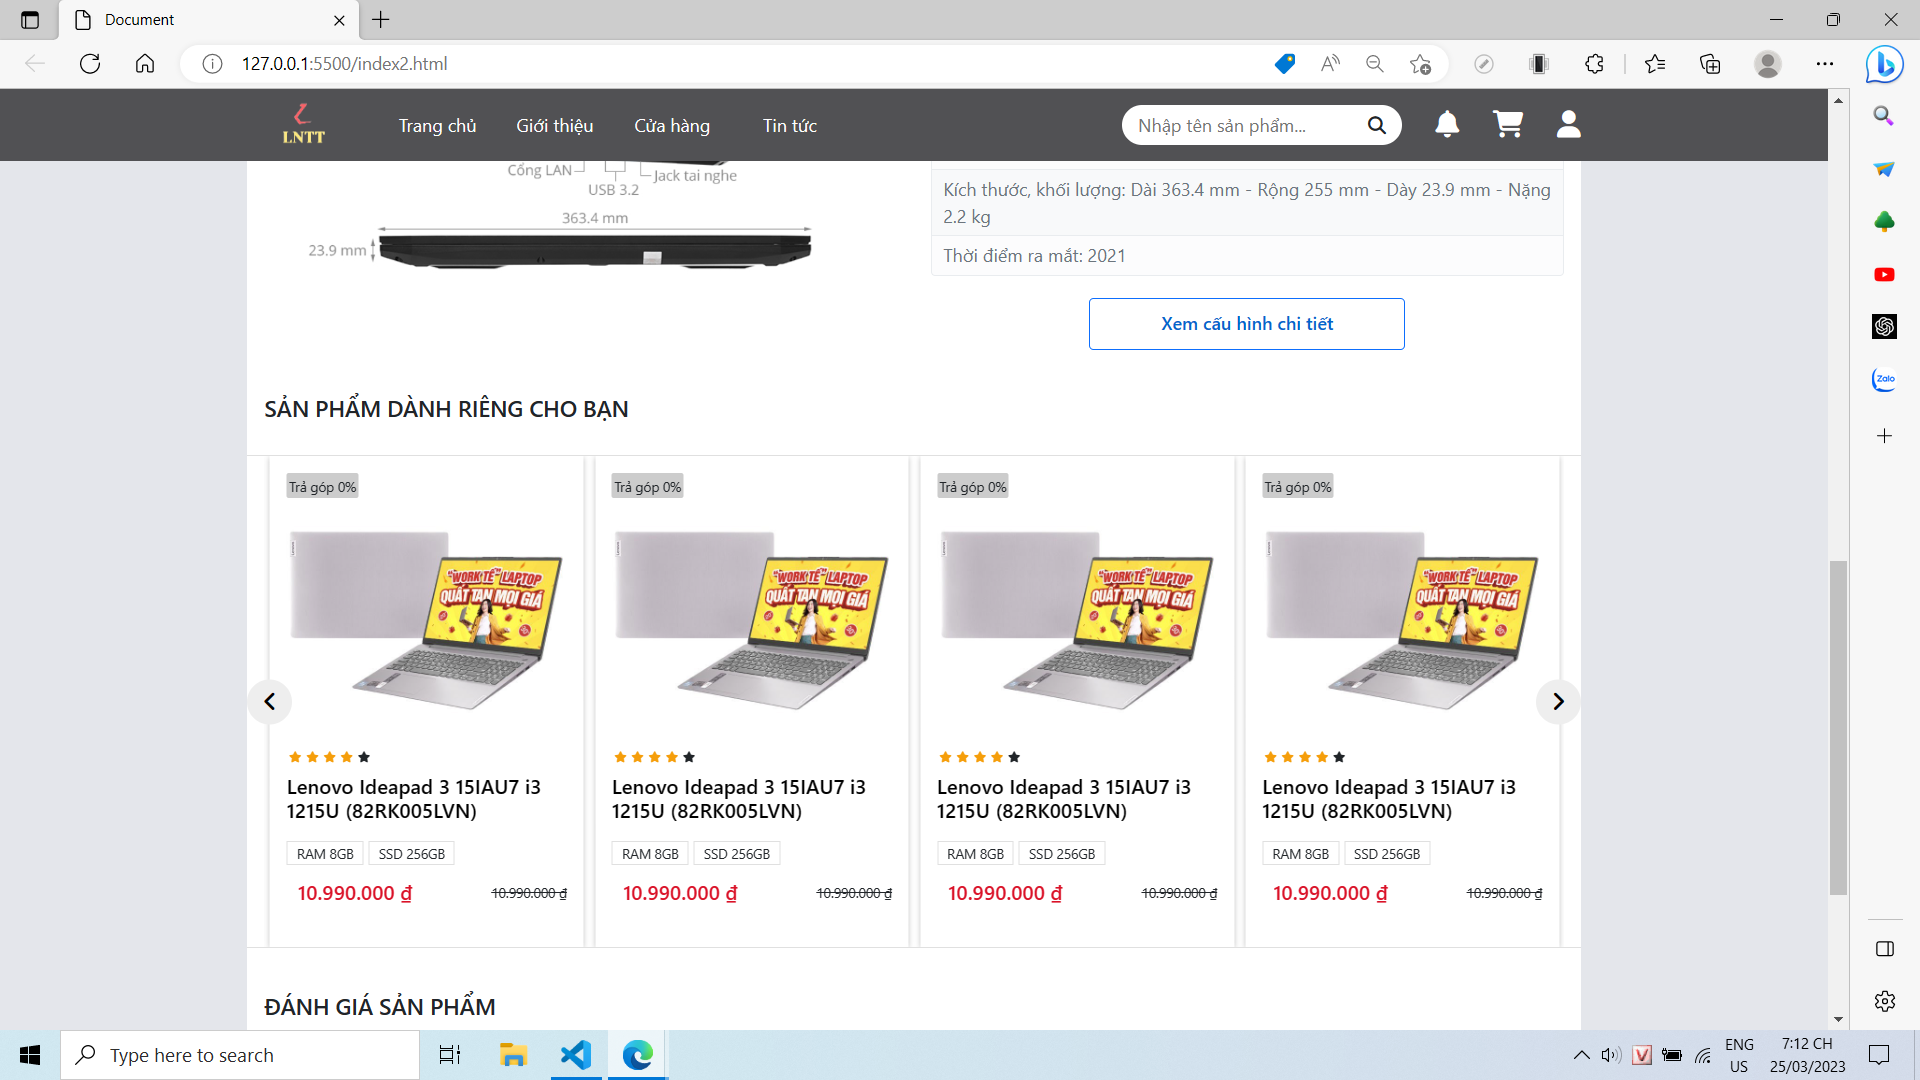 Document
127.0.0.1:5500/index2.html
LNTT
Trang chủ
Giới thiệu
Cửa hàng
Tin tức
Nhập tên sản phẩm...
Cổng LAN
USB 3.2
Jack tai nghe
363.4 mm
23.9 mm
Kích thước, khối lượng: Dài 363.4 mm - Rộng 255 mm - Dày 23.9 mm - Nặng
2.2 kg
Thời điểm ra mắt: 2021
Xem cấu hình chi tiết
SẢN PHẨM DÀNH RIÊNG CHO BẠN
Trả góp 0%
Trả góp 0%
Trả góp 0%
Trả góp 0%
"WORK TẾ" LAPTOP
QUẤT TAN MỌI GIÁ
"WORK TẾ" LAPTOP
QUẤT TAN MỌI GIÁ
"WORK TẾ" LAPTOP
QUẤT TAN MỌI GIÁ
"WORK TẾ" LAPTOP
QUẤT TAN MỌI GIÁ
Lenovo Ideapad 3 15IAU7 i3
1215U (82RK005LVN)
Lenovo Ideapad 3 15IAU7 i3
1215U (82RK005LVN)
Lenovo Ideapad 3 15IAU7 i3
1215U (82RK005LVN)
Lenovo Ideapad 3 15IAU7 i3
1215U (82RK005LVN)
RAM 8GB SSD 256GB
RAM 8GB SSD 256GB
RAM 8GB SSD 256GB
RAM 8GB SSD 256GB
10.990.000 ₫ 10.990.000 ₫
10.990.000 ₫ 10.990.000 ₫
10.990.000 ₫ 10.990.000 ₫
10.990.000 ₫ 10.990.000 ₫
ĐÁNH GIÁ SẢN PHẨM
Zalo
Type here to search
ENG
US
7:12 CH
25/03/2023